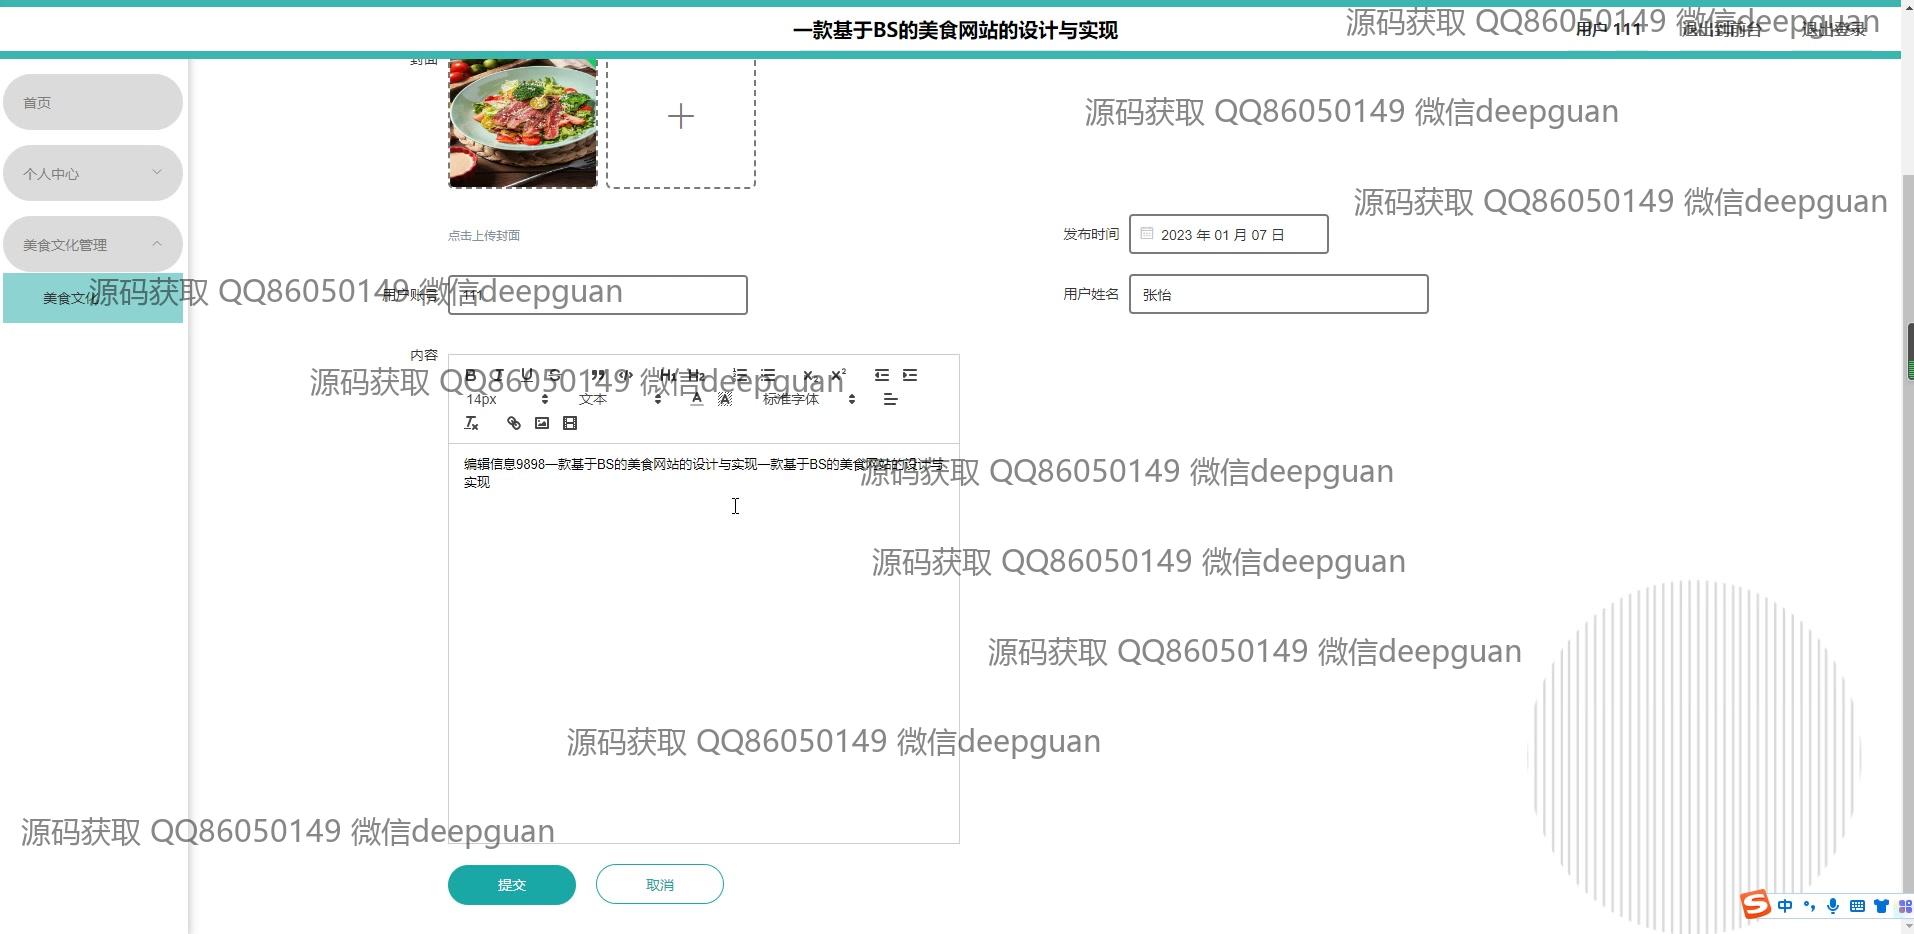 一款基于BS的美食网站的设计与实现
用户 111
退出到前台
退出登录
源码获取 QQ86050149 微信deepguan
封面
首页
源码获取 QQ86050149 微信deepguan
个人中心
源码获取 QQ86050149 微信deepguan
点击上传封面
发布时间
2023 年 01 月 07 日
美食文化管理
美食文化
源码获取 QQ86050149 微信deepguan
用户账号
111
用户姓名
张怡
内容
B I U S H1 H2 X2 X2
源码获取 QQ86050149 微信deepguan
14px 文本 A A 标准字体
Tx
编辑信息9898一款基于BS的美食网站的设计与实现一款基于BS的美食网站的设计与
实现
源码获取 QQ86050149 微信deepguan
源码获取 QQ86050149 微信deepguan
源码获取 QQ86050149 微信deepguan
源码获取 QQ86050149 微信deepguan
源码获取 QQ86050149 微信deepguan
提交
取消
S 中